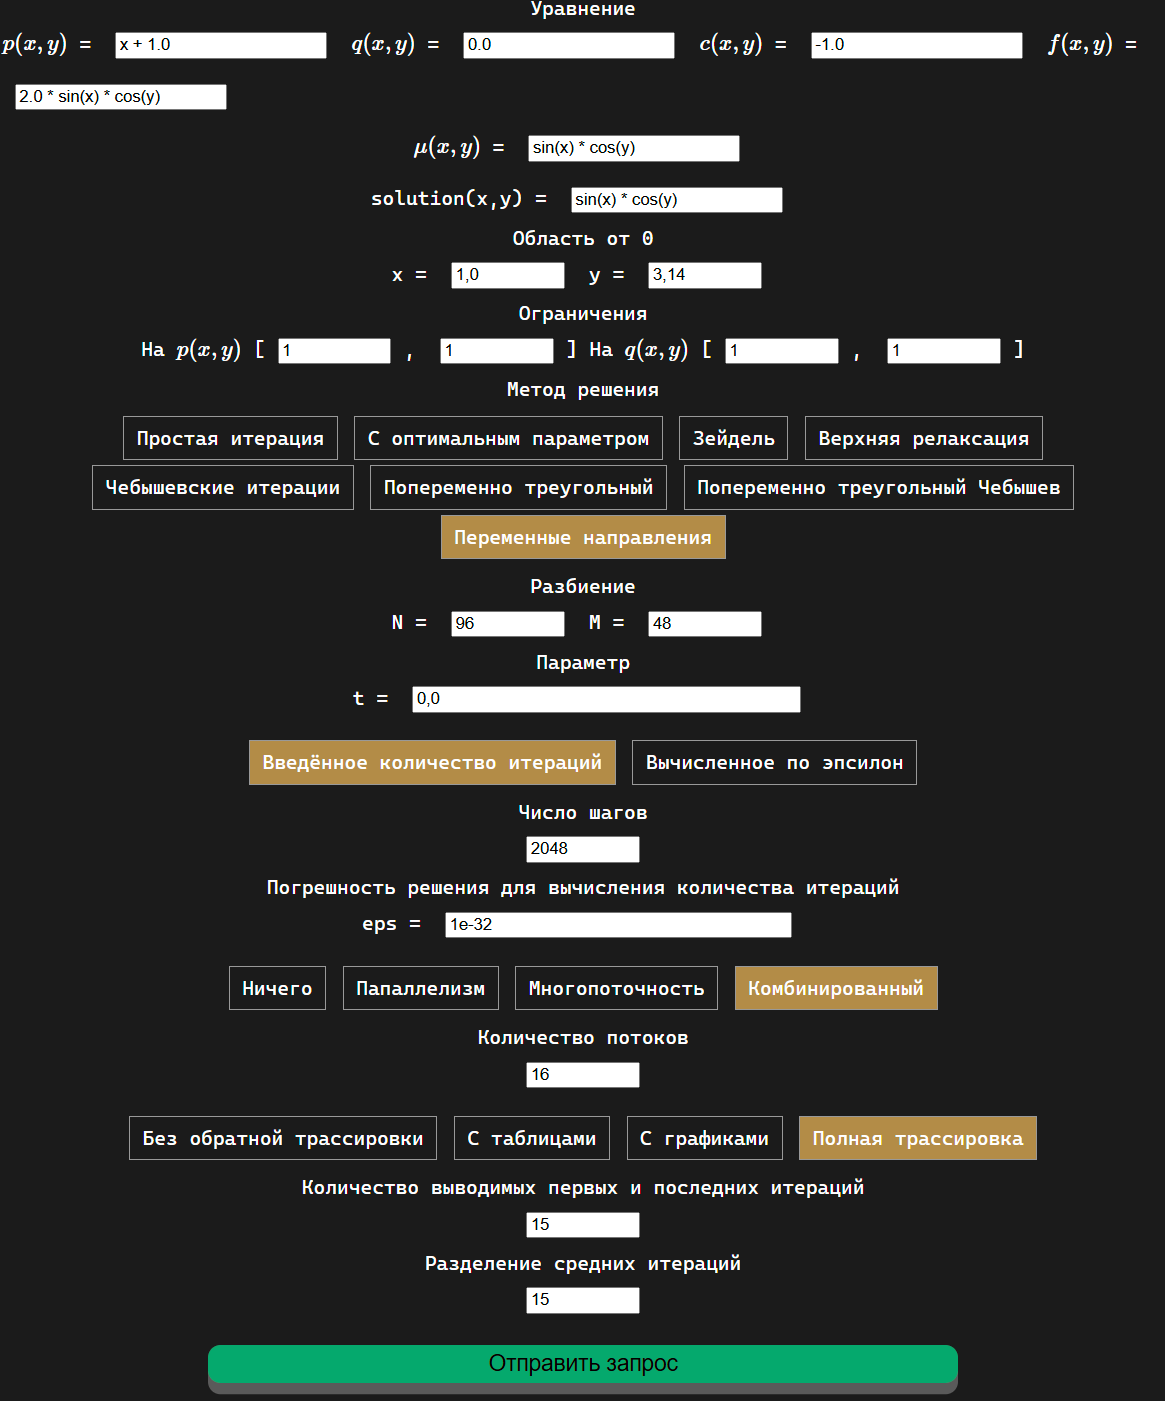 Уравнение
p(x, y) = x + 1.0 q(x, y) = 0.0 c(x, y) = -1.0 f(x, y) =
2.0 * sin(x) * cos(y)
μ(x, y) = sin(x) * cos(y)
solution(x,y) = sin(x) * cos(y)
Область от 0
x = 1,0 y = 3,14
Ограничения
На p(x, y) [ 1 , 1 ] На q(x, y) [ 1 , 1 ]
Метод решения
Простая итерация С оптимальным параметром Зейдель Верхняя релаксация
Чебышевские итерации Попеременно треугольный Попеременно треугольный Чебышев
Переменные направления
Разбиение
N = 96 M = 48
Параметр
t = 0,0
Введённое количество итераций Вычисленное по эпсилон
Число шагов
2048
Погрешность решения для вычисления количества итераций
eps = 1e-32
Ничего Папаллелизм Многопоточность Комбинированный
Количество потоков
16
Без обратной трассировки С таблицами С графиками Полная трассировка
Количество выводимых первых и последних итераций
15
Разделение средних итераций
15
Отправить запрос